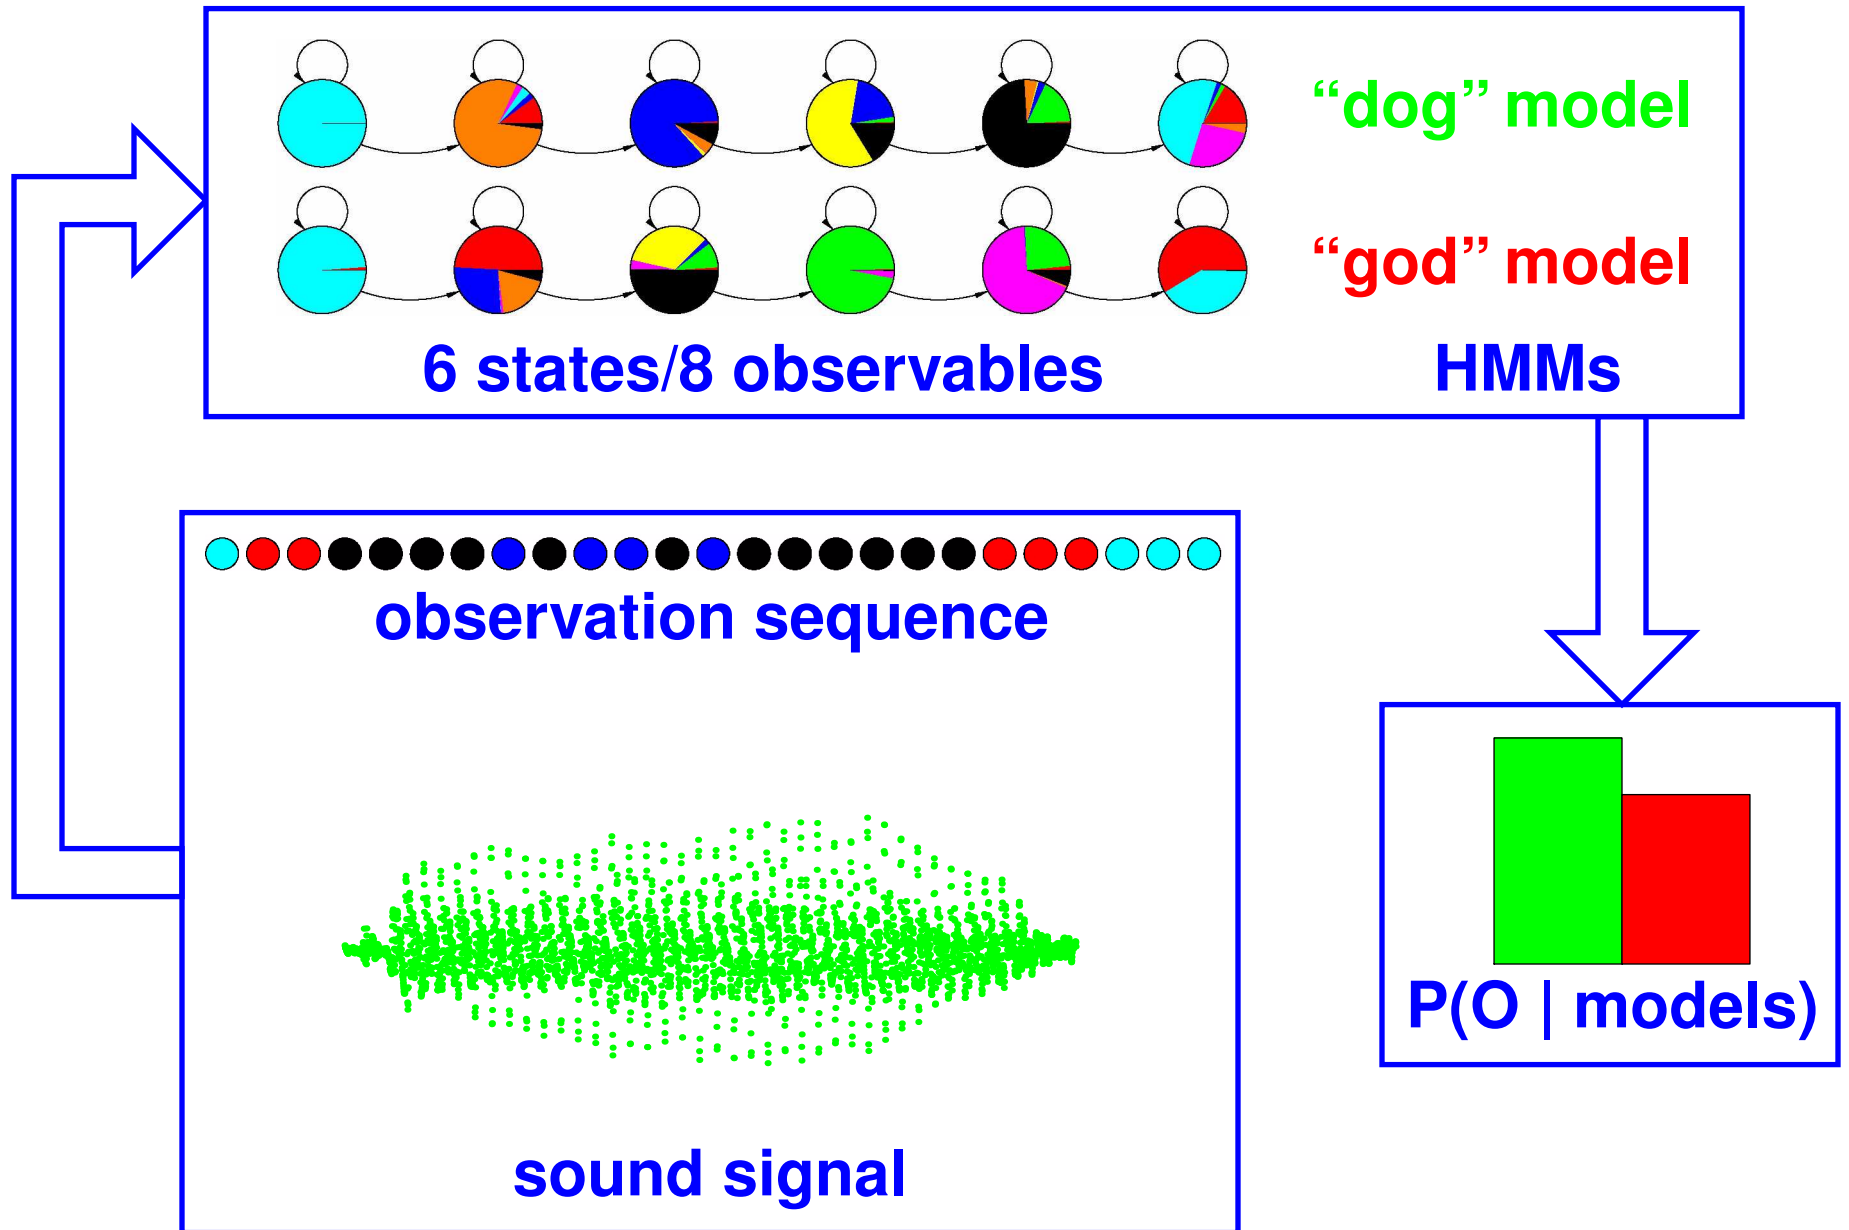 “dog” model
“god” model
6 states/8 observables HMMs
observation sequence
sound signal
P(O | models)